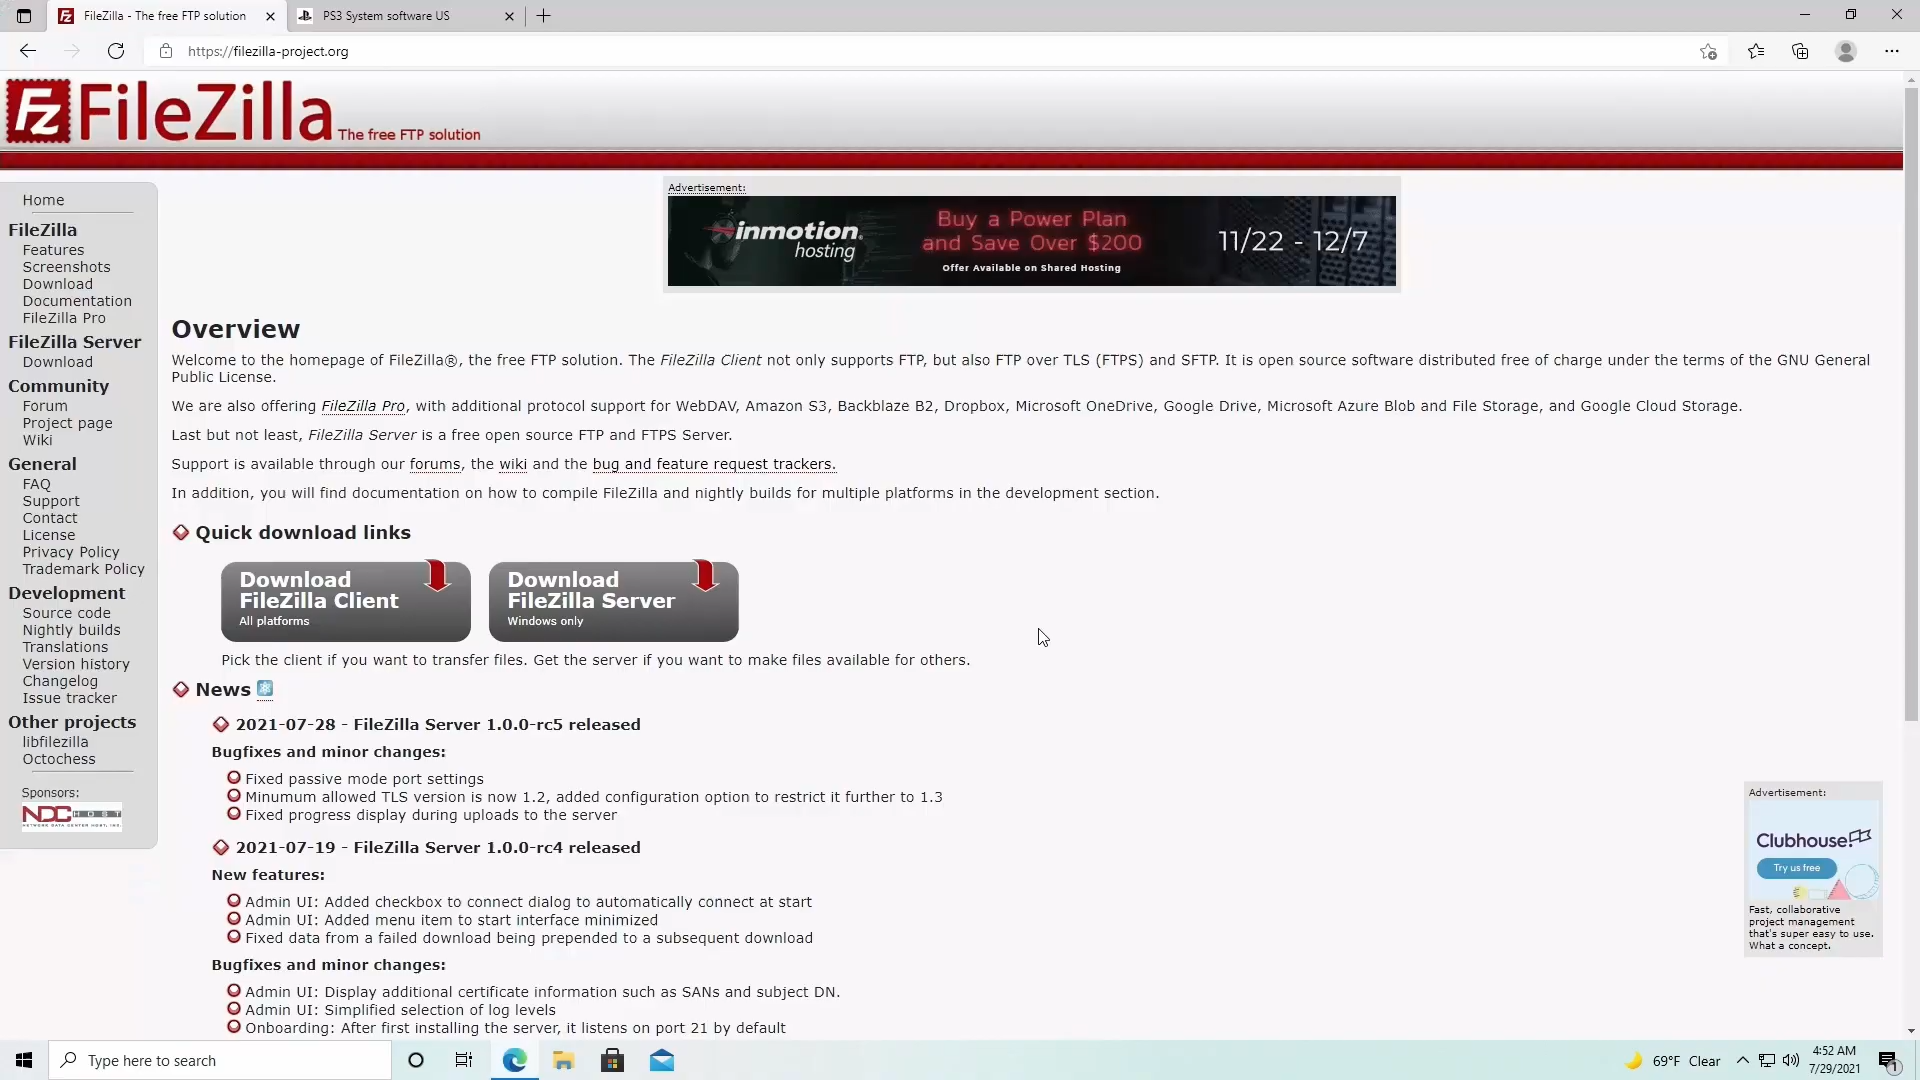 FileZilla - The free FTP solution
PS3 System software US
https://filezilla-project.org
Fz FileZilla The free FTP solution
Home
FileZilla
Features
Screenshots
Download
Documentation
FileZilla Pro
FileZilla Server
Download
Community
Forum
Project page
Wiki
General
FAQ
Support
Contact
License
Privacy Policy
Trademark Policy
Development
Source code
Nightly builds
Translations
Version history
Changelog
Issue tracker
Other projects
libfilezilla
Octochess
Sponsors:
NDC HOST
Advertisement:
inmotion
hosting
Buy a Power Plan
and Save Over $200
Offer Available on Shared Hosting
11/22 - 12/7
Overview
Welcome to the homepage of FileZilla®, the free FTP solution. The FileZilla Client not only supports FTP, but also FTP over TLS (FTPS) and SFTP. It is open source software distributed free of charge under the terms of the GNU General
Public License.
We are also offering FileZilla Pro, with additional protocol support for WebDAV, Amazon S3, Backblaze B2, Dropbox, Microsoft OneDrive, Google Drive, Microsoft Azure Blob and File Storage, and Google Cloud Storage.
Last but not least, FileZilla Server is a free open source FTP and FTPS Server.
Support is available through our forums, the wiki and the bug and feature request trackers.
In addition, you will find documentation on how to compile FileZilla and nightly builds for multiple platforms in the development section.
Quick download links
Download
FileZilla Client
All platforms
Download
FileZilla Server
Windows only
Pick the client if you want to transfer files. Get the server if you want to make files available for others.
News
2021-07-28 - FileZilla Server 1.0.0-rc5 released
Bugfixes and minor changes:
Fixed passive mode port settings
Minumum allowed TLS version is now 1.2, added configuration option to restrict it further to 1.3
Fixed progress display during uploads to the server
2021-07-19 - FileZilla Server 1.0.0-rc4 released
New features:
Admin UI: Added checkbox to connect dialog to automatically connect at start
Admin UI: Added menu item to start interface minimized
Fixed data from a failed download being prepended to a subsequent download
Bugfixes and minor changes:
Admin UI: Display additional certificate information such as SANs and subject DN.
Admin UI: Simplified selection of log levels
Onboarding: After first installing the server, it listens on port 21 by default
Advertisement:
Clubhouse
Try us free
Fast, collaborative
project management
that's super easy to use.
What a concept.
Type here to search
69°F Clear
4:52 AM
7/29/2021
1